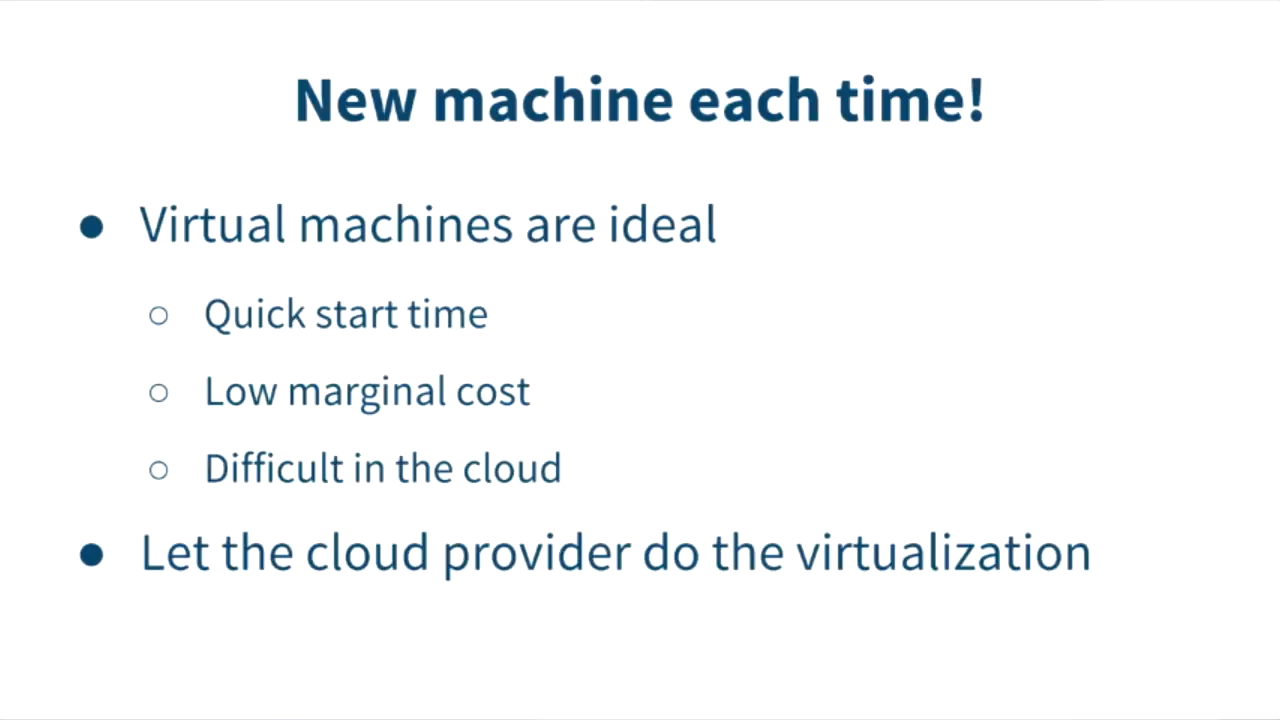 New machine each time!
● Virtual machines are ideal
○ Quick start time
○ Low marginal cost
○ Difficult in the cloud
● Let the cloud provider do the virtualization